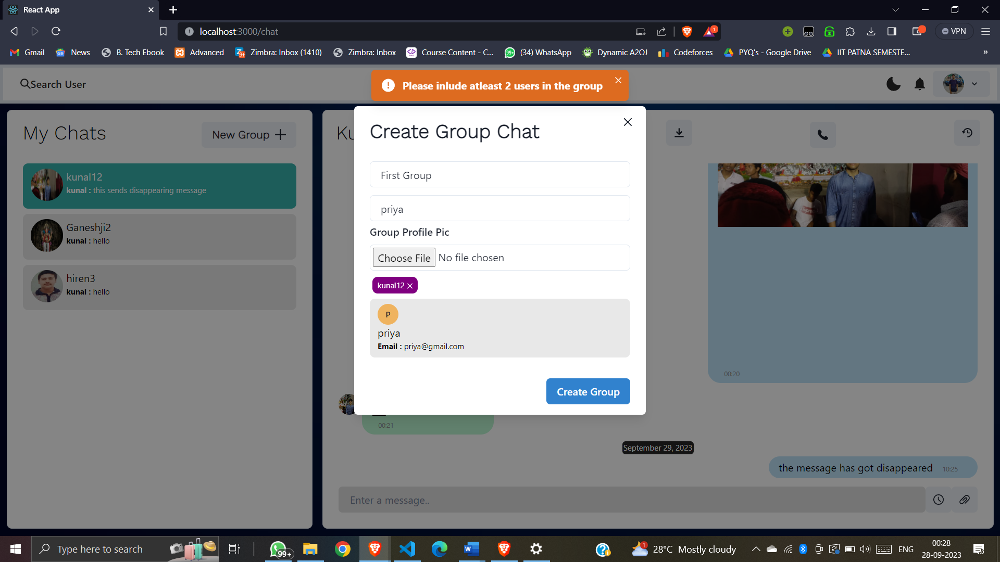 React App
localhost:3000/chat
1
VPN
Gmail
News
B. Tech Ebook
Advanced
Zimbra: Inbox (1410)
Zimbra: Inbox
Course Content - C...
(34) WhatsApp
Dynamic A2OJ
Codeforces
PYQ's - Google Drive
IIT PATNA SEMESTE...
»
Search User
Please inlude atleast 2 users in the group
My Chats
New Group
kunal12
kunal : this sends disappearing message
Ganeshji2
kunal : hello
hiren3
kunal : hello
Ku
Create Group Chat
First Group
priya
Group Profile Pic
Choose File No file chosen
kunal12
P
priya
Email : priya@gmail.com
Create Group
00:20
00:21
September 29, 2023
the message has got disappeared 10:25
Enter a message..
Type here to search
99+
1
28°C Mostly cloudy
ENG
00:28
28-09-2023